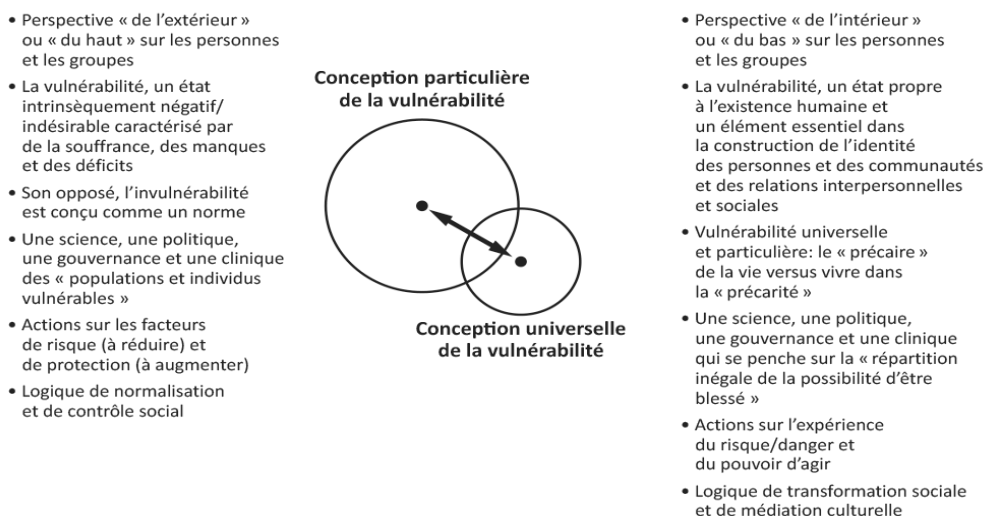 • Perspective « de l’extérieur »
ou « du haut » sur les personnes
et les groupes
• La vulnérabilité, un état
intrinsèquement négatif/
indésirable caractérisé par
de la souffrance, des manques
et des déficits
• Son opposé, l’invulnérabilité
est conçu comme un norme
• Une science, une politique,
une gouvernance et une clinique
des « populations et individus
vulnérables »
• Actions sur les facteurs
de risque (à réduire) et
de protection (à augmenter)
• Logique de normalisation
et de contrôle social
Conception particulière
de la vulnérabilité
Conception universelle
de la vulnérabilité
• Perspective « de l’intérieur »
ou « du bas » sur les personnes
et les groupes
• La vulnérabilité, un état propre
à l’existence humaine et
un élément essentiel dans
la construction de l’identité
des personnes et des communautés
et des relations interpersonnelles
et sociales
• Vulnérabilité universelle
et particulière: le « précaire »
de la vie versus vivre dans
la « précarité »
• Une science, une politique,
une gouvernance et une clinique
qui se penche sur la « répartition
inégale de la possibilité d’être
blessé »
• Actions sur l’expérience
du risque/danger et
du pouvoir d’agir
• Logique de transformation sociale
et de médiation culturelle